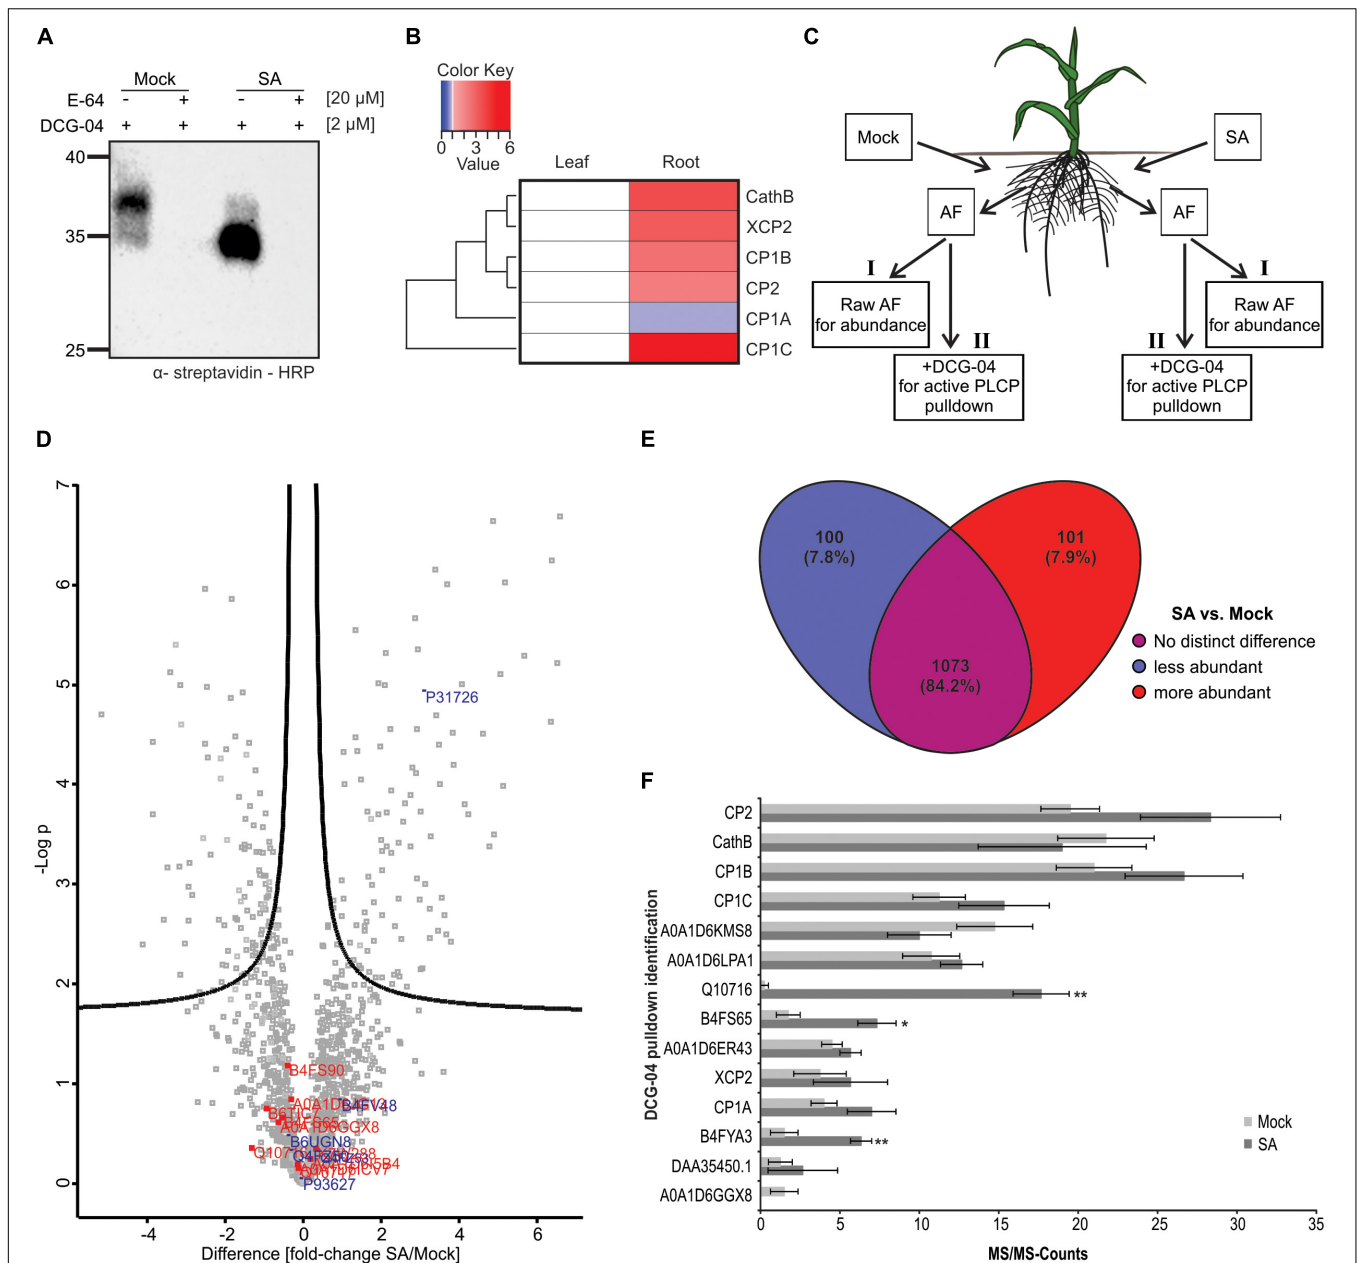 A
Mock SA
E-64 - + - + [20 µM]
DCG-04 + + + + [2 µM]
40
35
25
α- streptavidin - HRP
B
Color Key
0 3 6
Value
Leaf Root
CathB
XCP2
CP1B
CP2
CP1A
CP1C
C
Mock
SA
AF
AF
I
I
Raw AF
for abundance
Raw AF
for abundance
II
II
+DCG-04
for active PLCP
pulldown
+DCG-04
for active PLCP
pulldown
D
-Log p
7
6
5
4
3
2
1
0
P31726
B4FS90
B4FV48
B6TIC7
A0A1D6GGX8
B6UGN8
P93627
-4 -2 0 2 4 6
Difference [fold-change SA/Mock]
E
100
(7.8%)
101
(7.9%)
1073
(84.2%)
SA vs. Mock
No distinct difference
less abundant
more abundant
F
DCG-04 pulldown identification
CP2
CathB
CP1B
CP1C
A0A1D6KMS8
A0A1D6LPA1
Q10716
**
B4FS65
*
A0A1D6ER43
XCP2
CP1A
B4FYA3
**
DAA35450.1
A0A1D6GGX8
Mock
SA
0 5 10 15 20 25 30 35
MS/MS-Counts